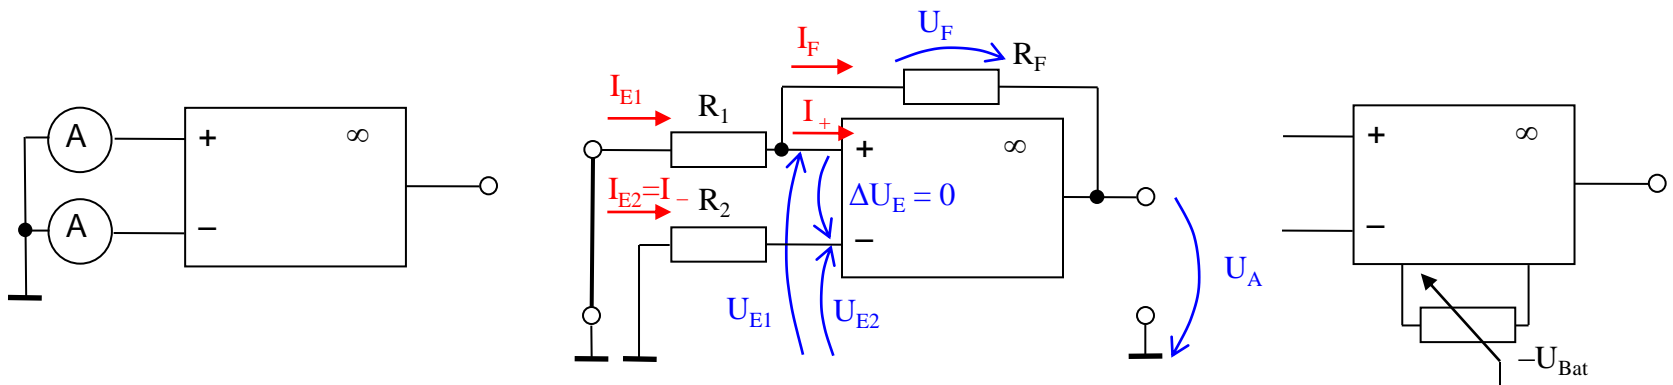 A
A
+
−
∞
I_E1
R_1
I_F
U_F
R_F
I_+
+
∞
I_E2=I_−
R_2
ΔU_E = 0
−
U_E1
U_E2
U_A
+
−
∞
−U_Bat